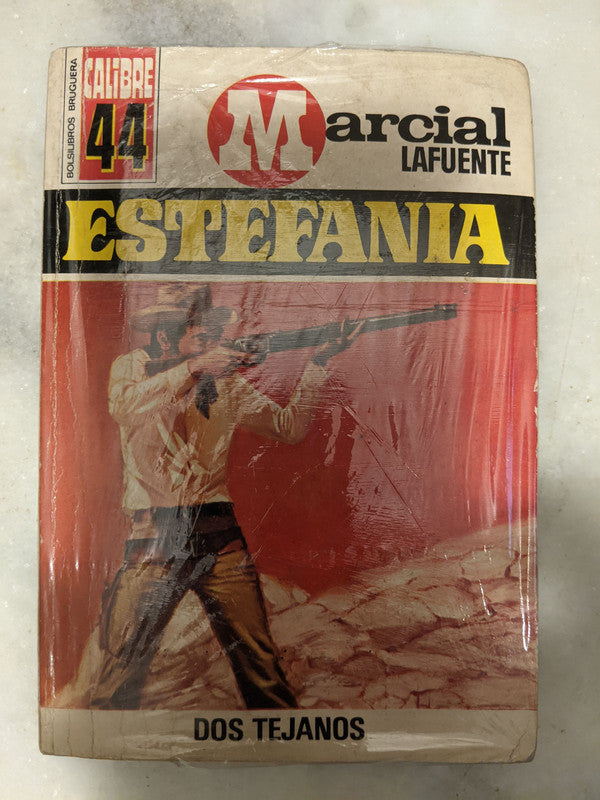 BOLSILIBROS BRUGUERA
CALIBRE
44
Marcial
LAFUENTE
ESTEFANIA
DOS TEJANOS